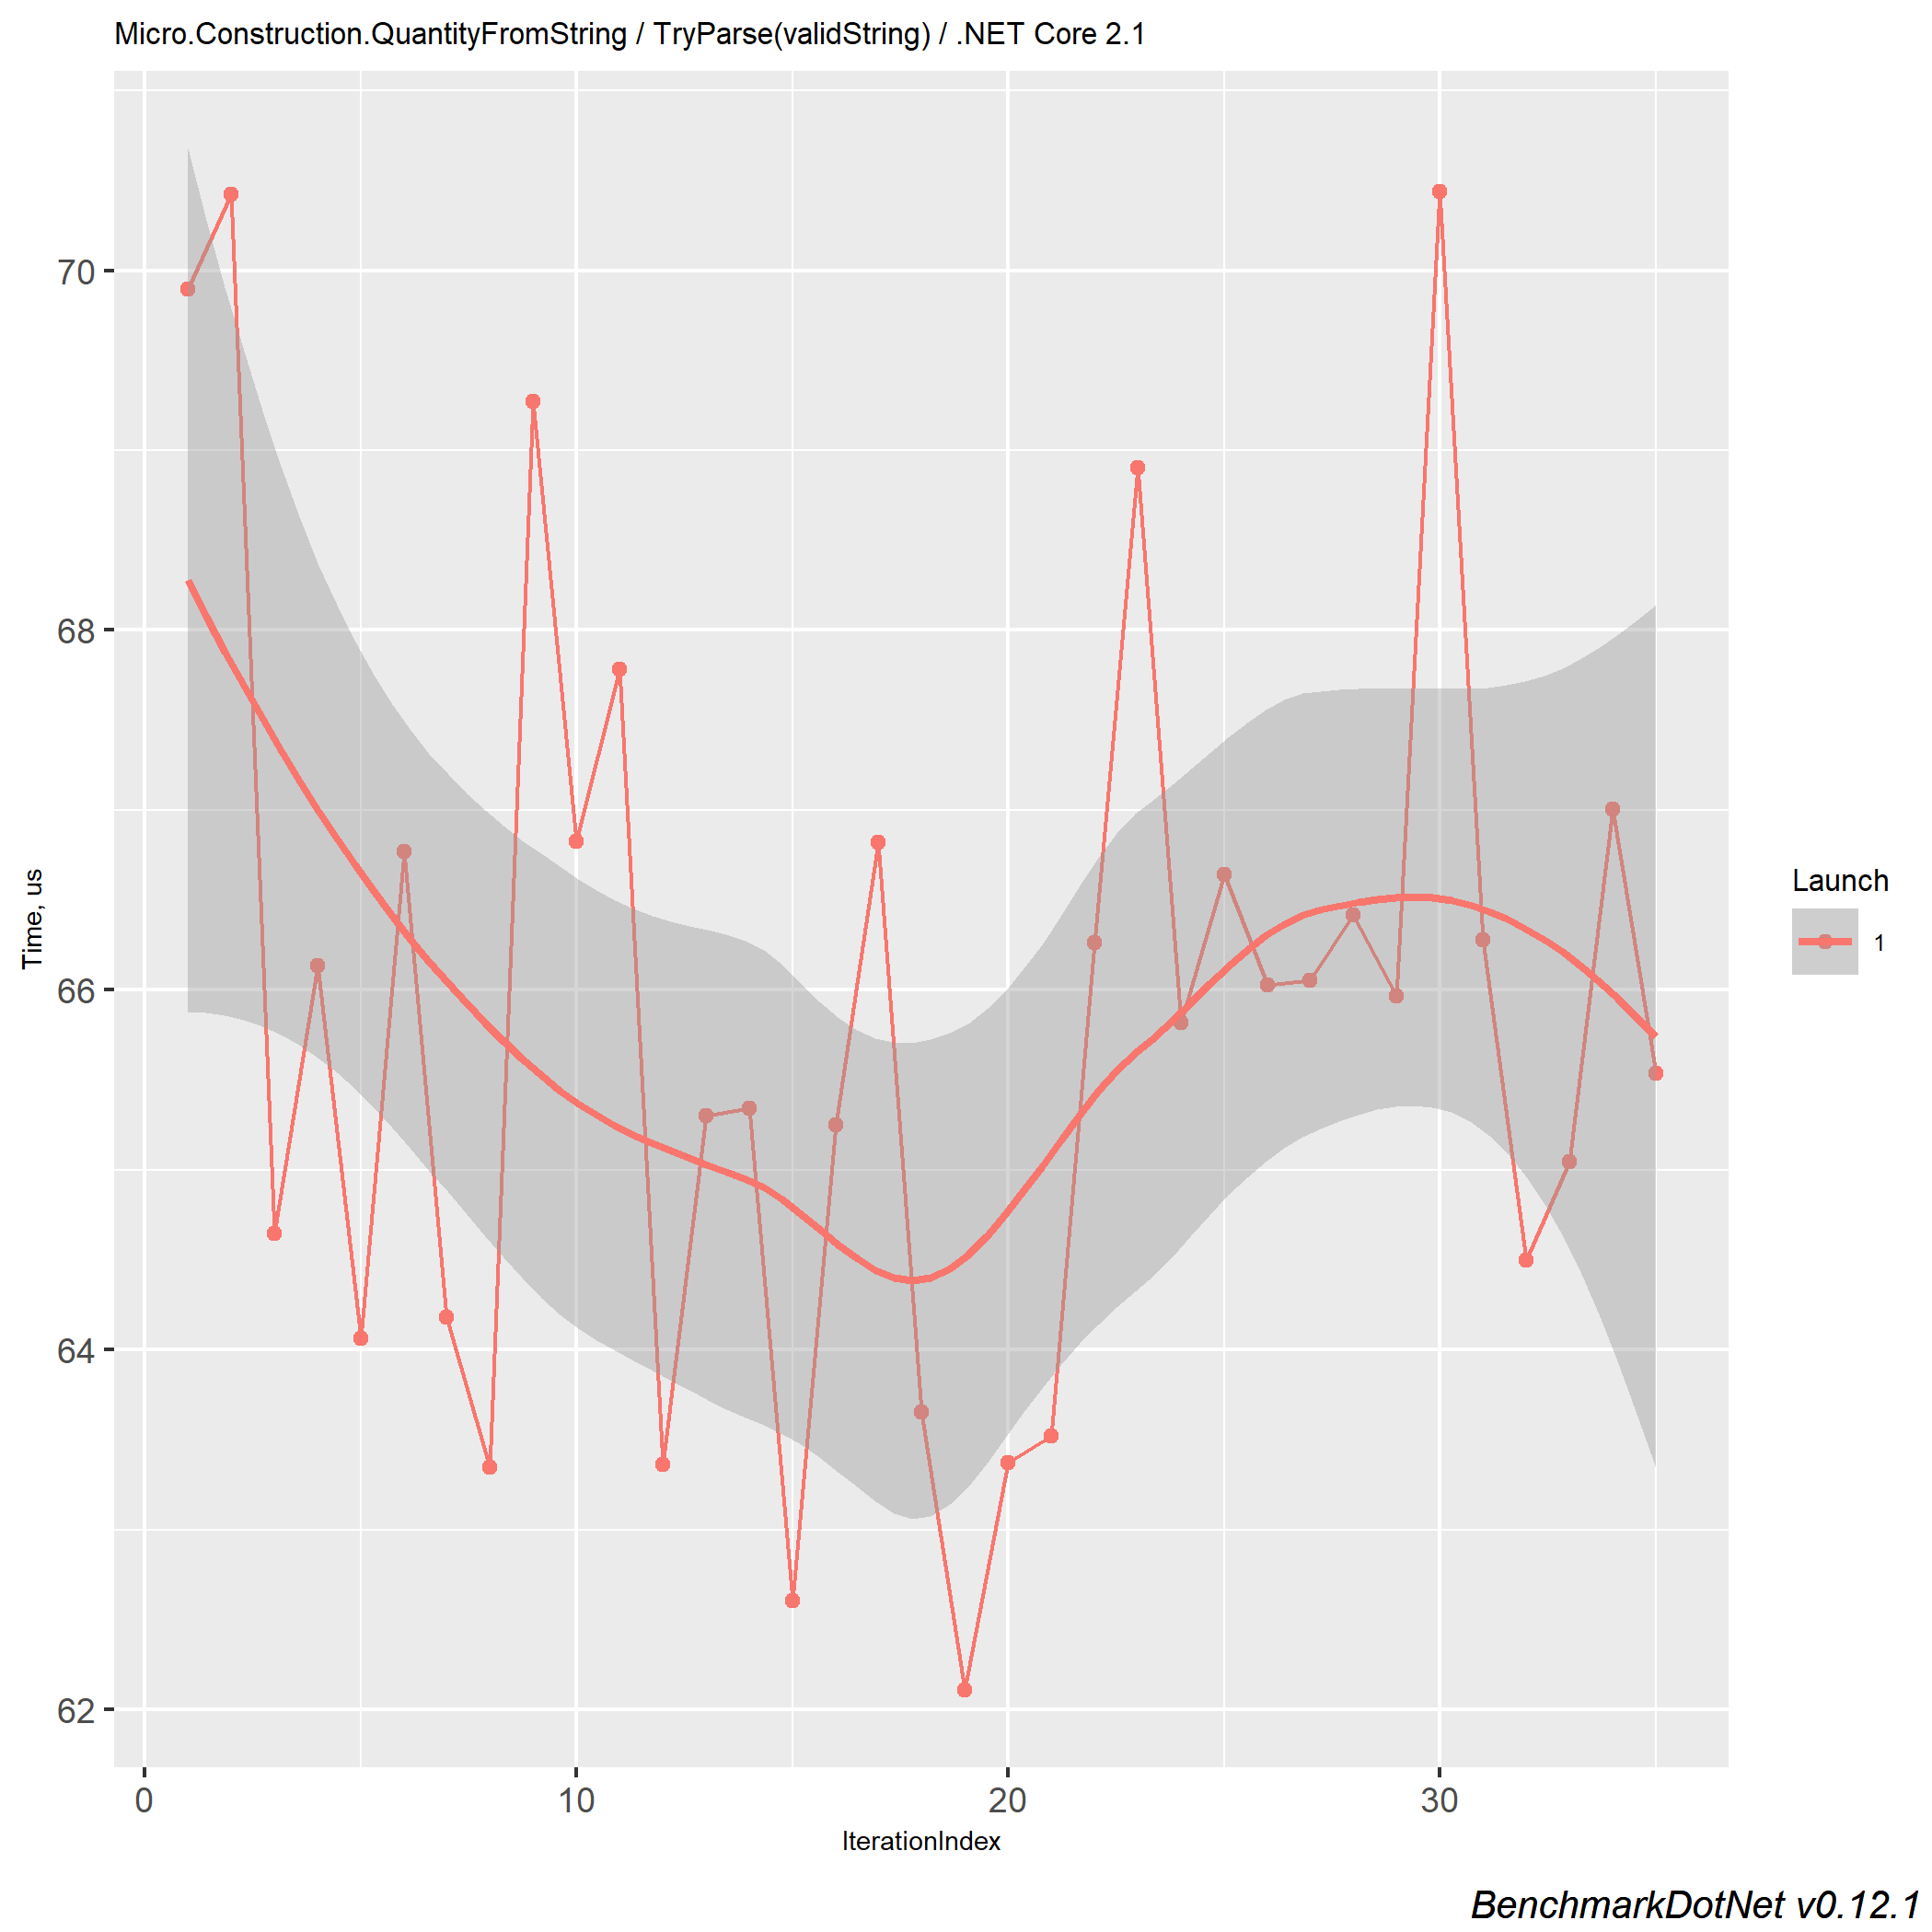 Micro.Construction.QuantityFromString / TryParse(validString) / .NET Core 2.1
70
68
66
64
62
Time, us
0 10 20 30
IterationIndex
Launch
1
BenchmarkDotNet v0.12.1